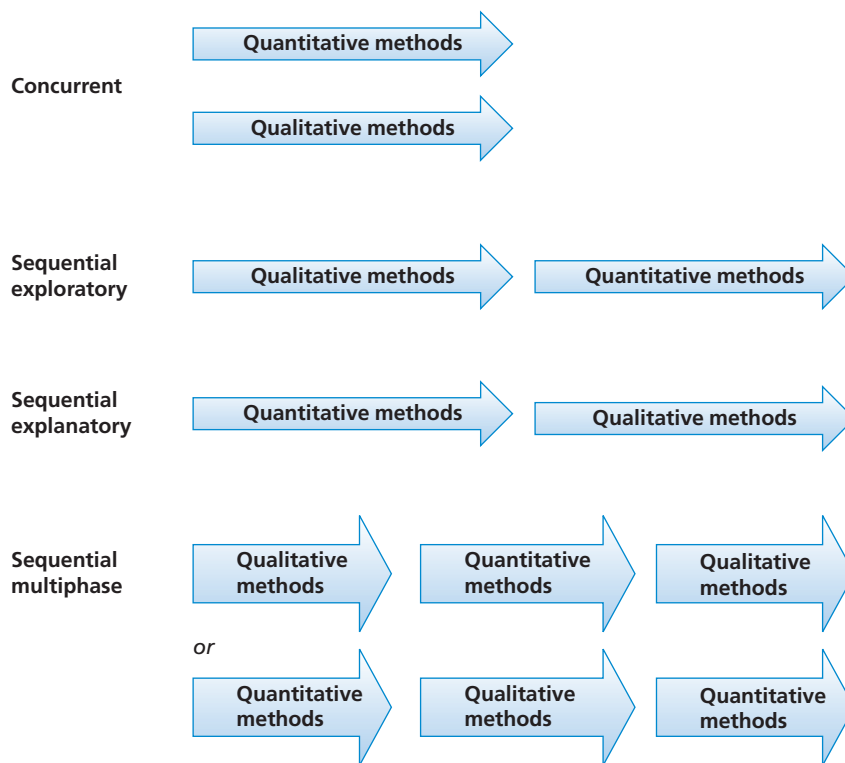 Concurrent
Quantitative methods
Qualitative methods
Sequential
exploratory
Qualitative methods
Quantitative methods
Sequential
explanatory
Quantitative methods
Qualitative methods
Sequential
multiphase
Qualitative
methods
Quantitative
methods
Qualitative
methods
or
Quantitative
methods
Qualitative
methods
Quantitative
methods